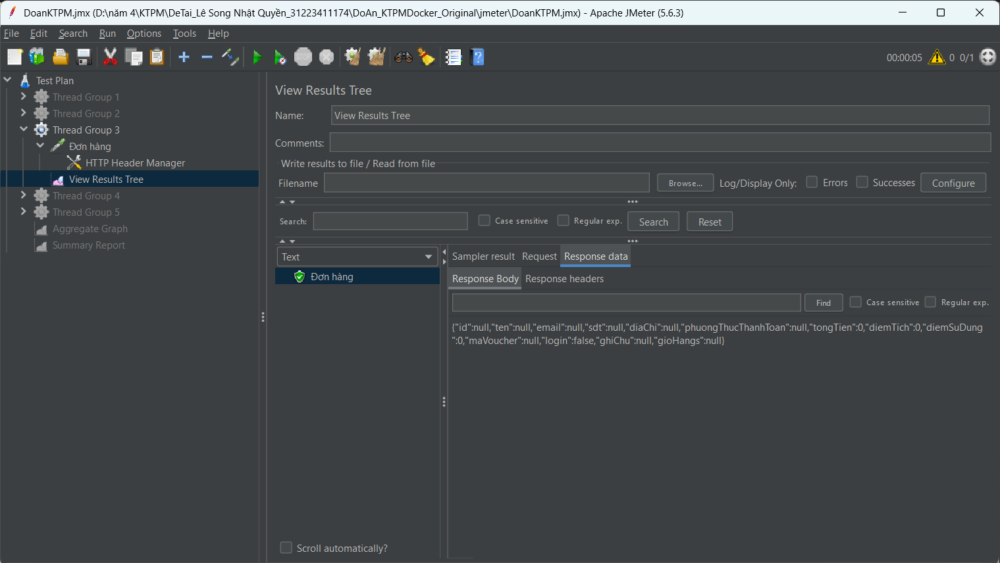 DoanKTPM.jmx (D:\năm 4\KTPM\DeTai_Lê Song Nhật Quyền_31223411174\DoAn_KTPMDocker_Original\jmeter\DoanKTPM.jmx) - Apache JMeter (5.6.3)
File Edit Search Run Options Tools Help
STOP
00:00:05 0 0/1
Test Plan
Thread Group 1
Thread Group 2
Thread Group 3
Đơn hàng
HTTP Header Manager
View Results Tree
Thread Group 4
Thread Group 5
Aggregate Graph
Summary Report
View Results Tree
Name: View Results Tree
Comments:
Write results to file / Read from file
Filename Browse... Log/Display Only: Errors Successes Configure
Search: Case sensitive Regular exp. Search Reset
Text
Đơn hàng
Scroll automatically?
Sampler result Request Response data
Response Body Response headers
Find Case sensitive Regular exp.
{"id":null,"ten":null,"email":null,"sdt":null,"diaChi":null,"phuongThucThanhToan":null,"tongTien":0,"diemTich":0,"diemSuDung
":0,"maVoucher":null,"login":false,"ghiChu":null,"gioHangs":null}